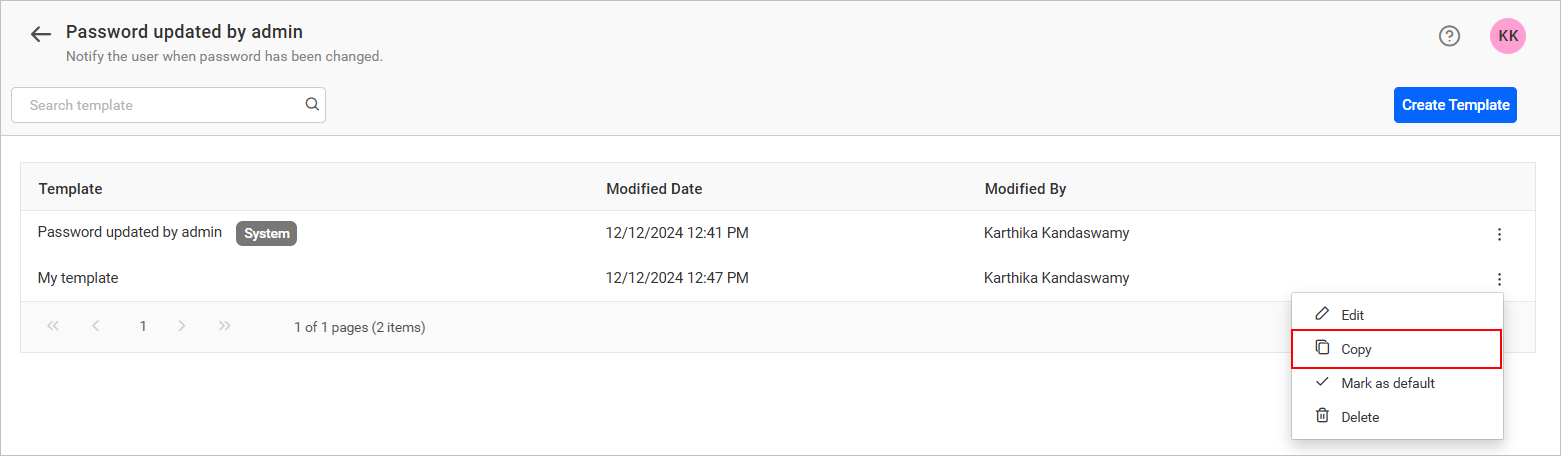 Password updated by admin
Notify the user when password has been changed.
KK
Search template
Create Template
Template Modified Date Modified By
Password updated by admin System 12/12/2024 12:41 PM Karthika Kandaswamy
My template 12/12/2024 12:47 PM Karthika Kandaswamy
1 1 of 1 pages (2 items)
Edit
Copy
Mark as default
Delete